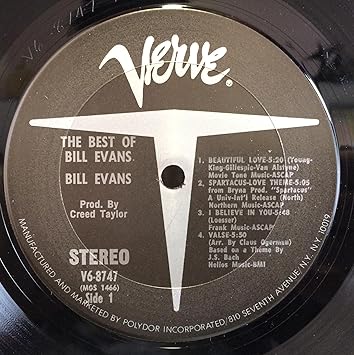 V6-8747
Verve®
THE BEST OF
BILL EVANS
BILL EVANS
Prod. By
Creed Taylor
STEREO
V6-8747
(MGS 1466)
Side 1
1. BEAUTIFUL LOVE-5:20 (Young-
King-Gillespie-Van Alstyne)
Movie Tone Music-ASCAP
2. SPARTACUS-LOVE THEME-5:05
from Bryna Prod. "Spartacus"
A Univ-Int'l Release (North)
Northern Music-ASCAP
3. I BELIEVE IN YOU-5:48
(Loesser)
Frank Music-ASCAP
4. VALSE-5:50
(Arr. By Claus Ogerman)
Based on a Theme By
J.S. Bach
Helios Music-BMI
MANUFACTURED AND MARKETED BY POLYDOR INCORPORATED/810 SEVENTH AVENUE N.Y. N.Y. 10019